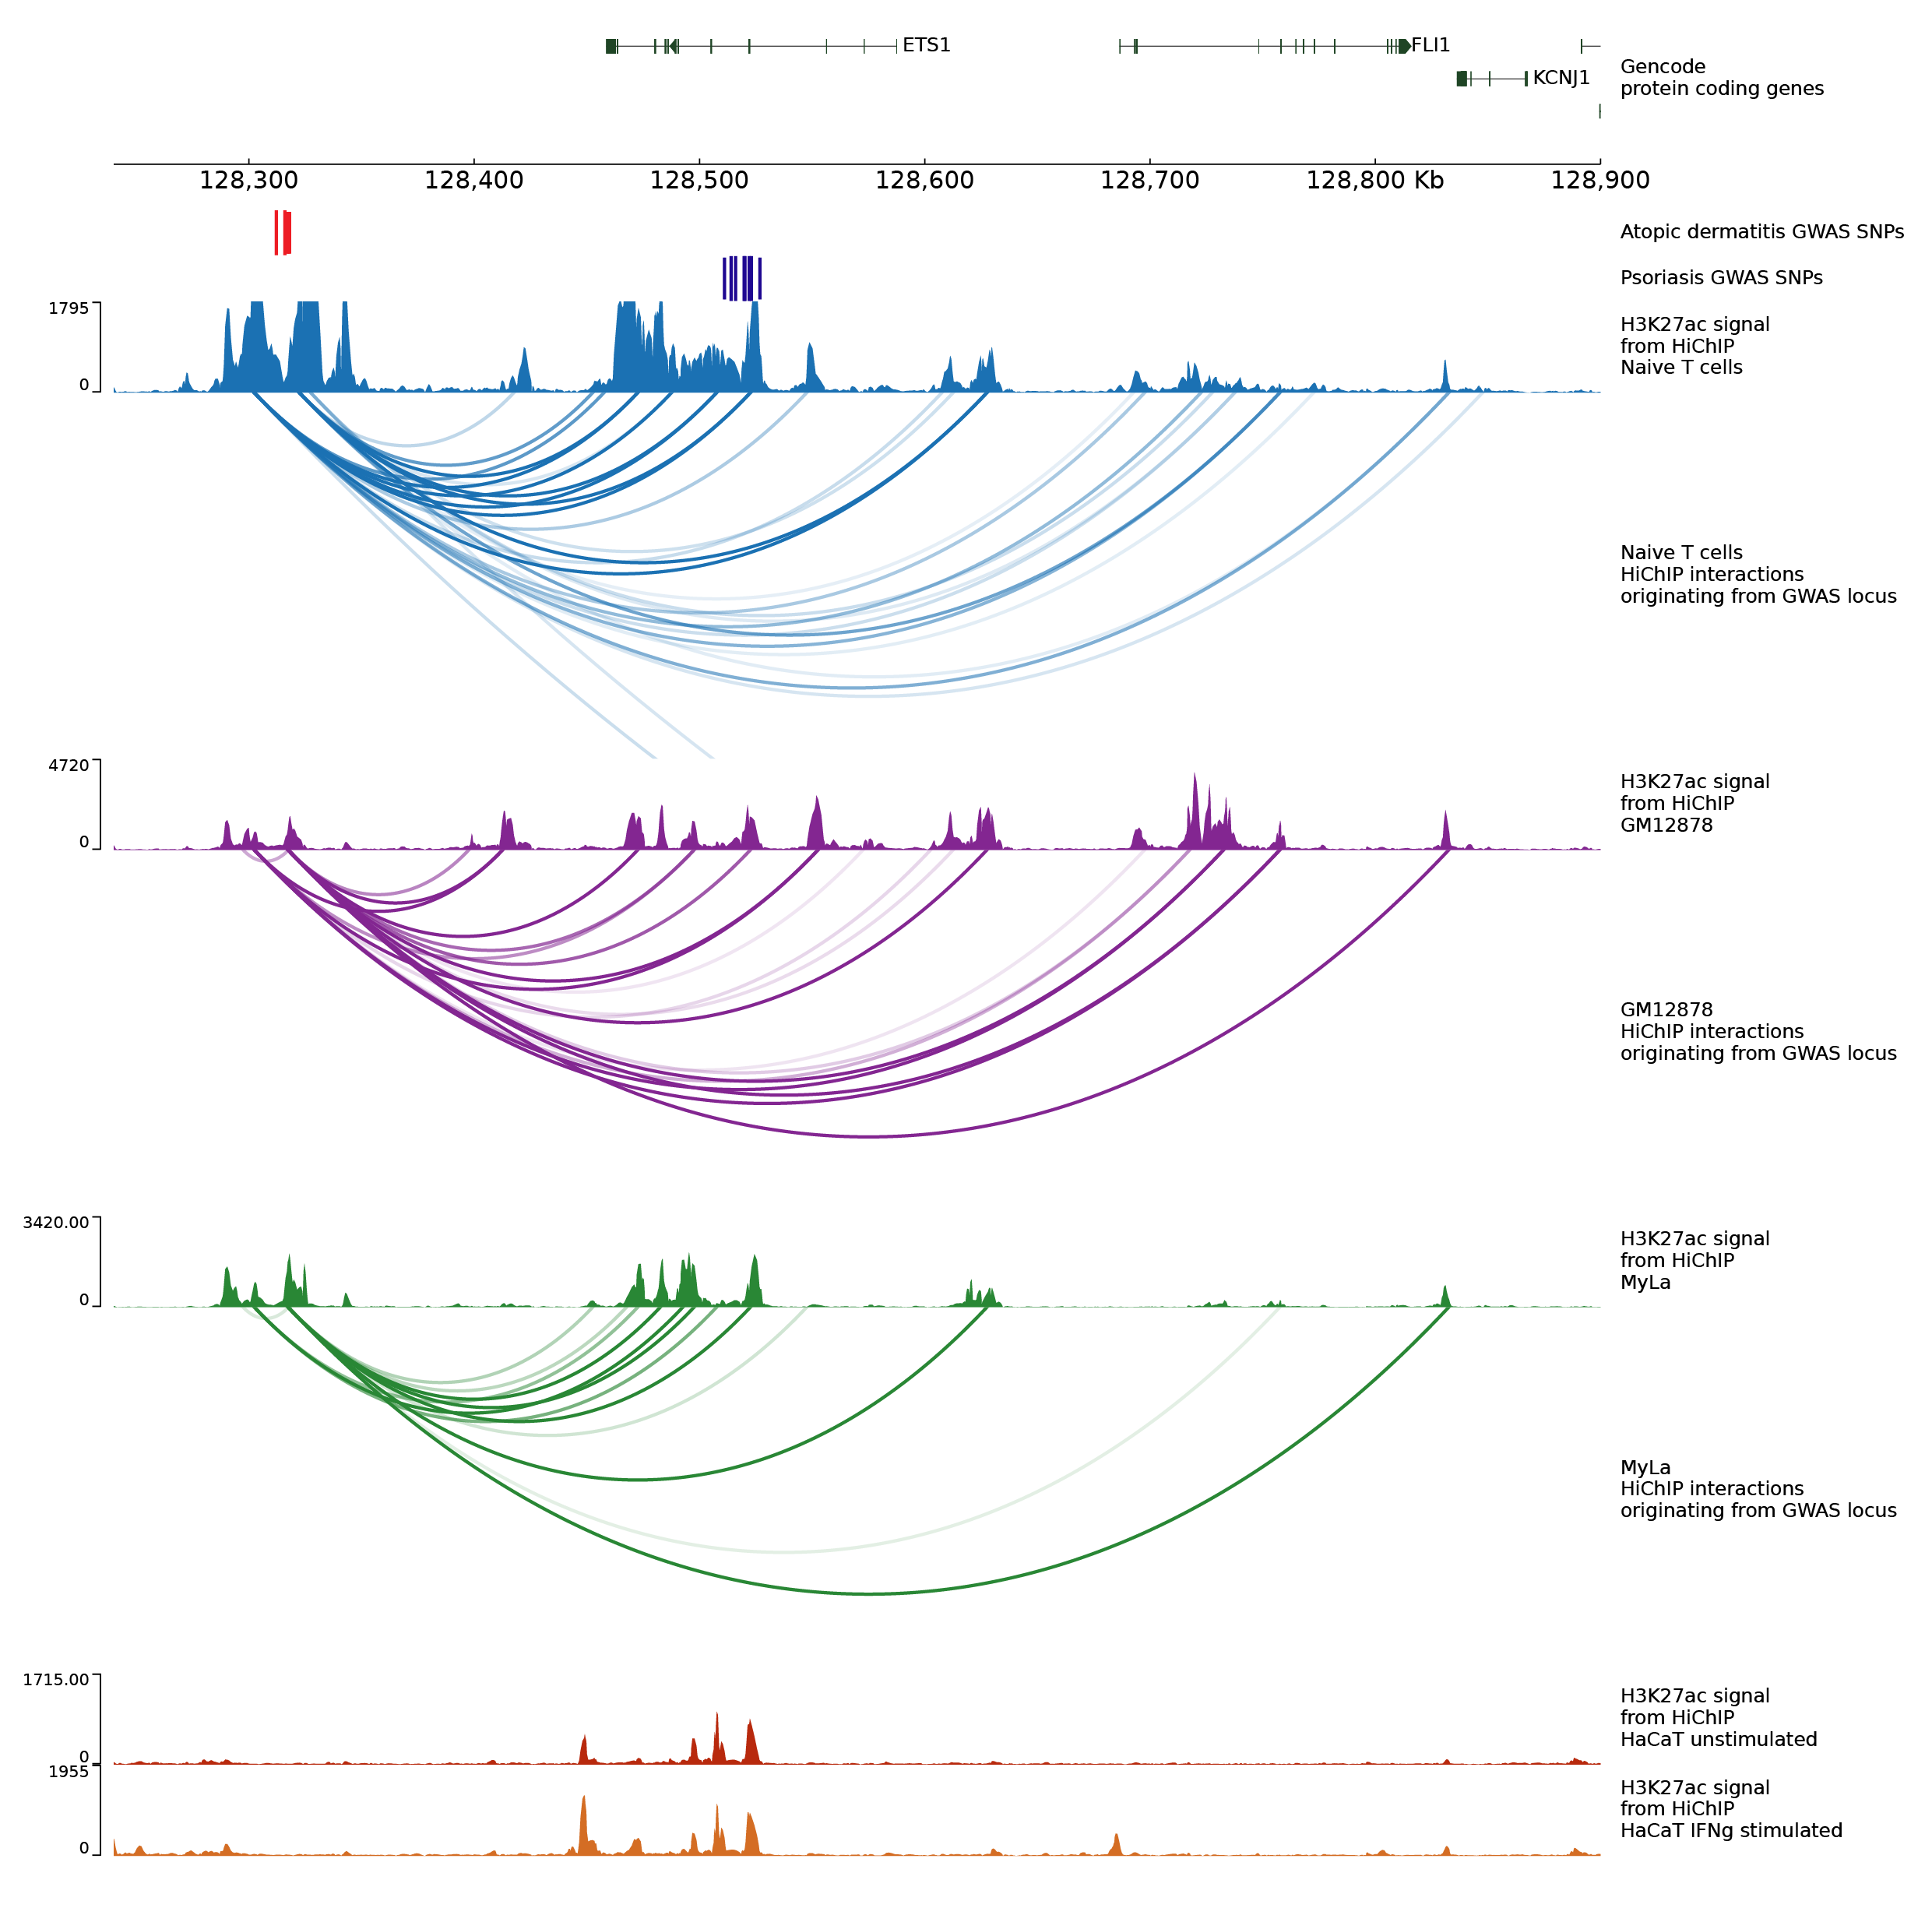 ETS1
FLI1
KCNJ1
Gencode
protein coding genes
128,300
128,400
128,500
128,600
128,700
128,800 Kb
128,900
Atopic dermatitis GWAS SNPs
Psoriasis GWAS SNPs
1795
0
H3K27ac signal
from HiChIP
Naive T cells
Naive T cells
HiChIP interactions
originating from GWAS locus
4720
0
H3K27ac signal
from HiChIP
GM12878
GM12878
HiChIP interactions
originating from GWAS locus
3420.00
0
H3K27ac signal
from HiChIP
MyLa
MyLa
HiChIP interactions
originating from GWAS locus
1715.00
0
H3K27ac signal
from HiChIP
HaCaT unstimulated
1955
0
H3K27ac signal
from HiChIP
HaCaT IFNg stimulated